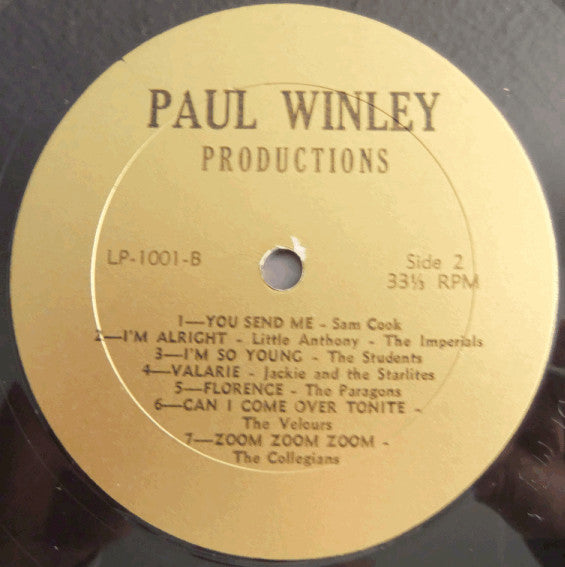 PAUL WINLEY
PRODUCTIONS
LP-1001-B
Side 2
33⅓ RPM
1—YOU SEND ME - Sam Cook
2—I'M ALRIGHT - Little Anthony - The Imperials
3—I'M SO YOUNG - The Students
4—VALARIE - Jackie and the Starlites
5—FLORENCE - The Paragons
6—CAN I COME OVER TONITE -
The Velours
7—ZOOM ZOOM ZOOM -
The Collegians